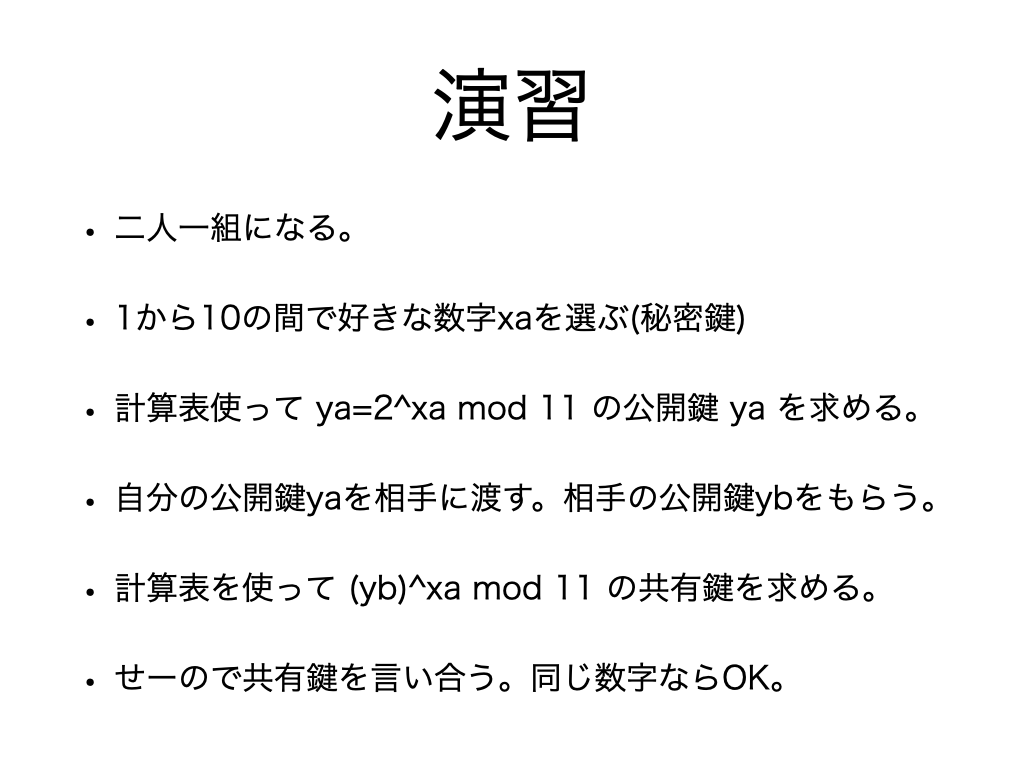 演習
• 二人一組になる。
• 1から10の間で好きな数字xaを選ぶ(秘密鍵)
• 計算表使って ya=2^xa mod 11 の公開鍵 ya を求める。
• 自分の公開鍵yaを相手に渡す。相手の公開鍵ybをもらう。
• 計算表を使って (yb)^xa mod 11 の共有鍵を求める。
• せーので共有鍵を言い合う。同じ数字ならOK。